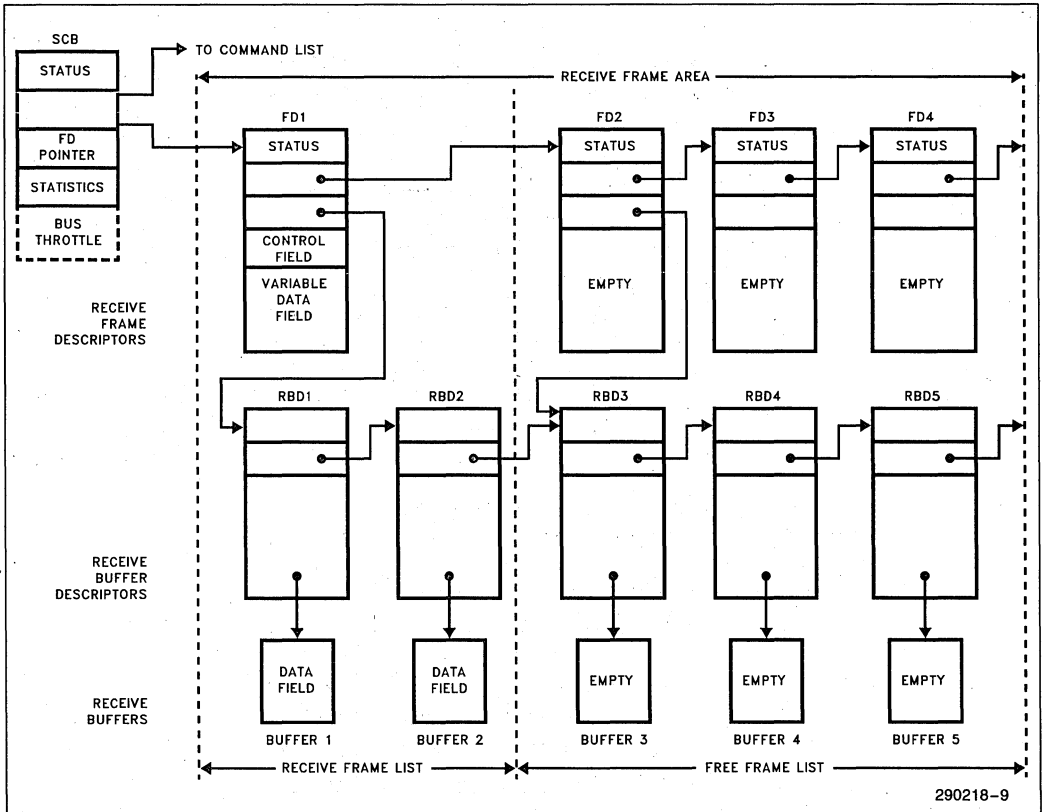 SCB
STATUS
FD
POINTER
STATISTICS
BUS
THROTTLE
TO COMMAND LIST
RECEIVE FRAME AREA
FD1
STATUS
CONTROL
FIELD
VARIABLE
DATA
FIELD
FD2
STATUS
EMPTY
FD3
STATUS
EMPTY
FD4
STATUS
EMPTY
RECEIVE
FRAME
DESCRIPTORS
RBD1
RBD2
RBD3
RBD4
RBD5
RECEIVE
BUFFER
DESCRIPTORS
DATA
FIELD
DATA
FIELD
EMPTY
EMPTY
EMPTY
RECEIVE
BUFFERS
BUFFER 1
BUFFER 2
BUFFER 3
BUFFER 4
BUFFER 5
RECEIVE FRAME LIST
FREE FRAME LIST
290218-9